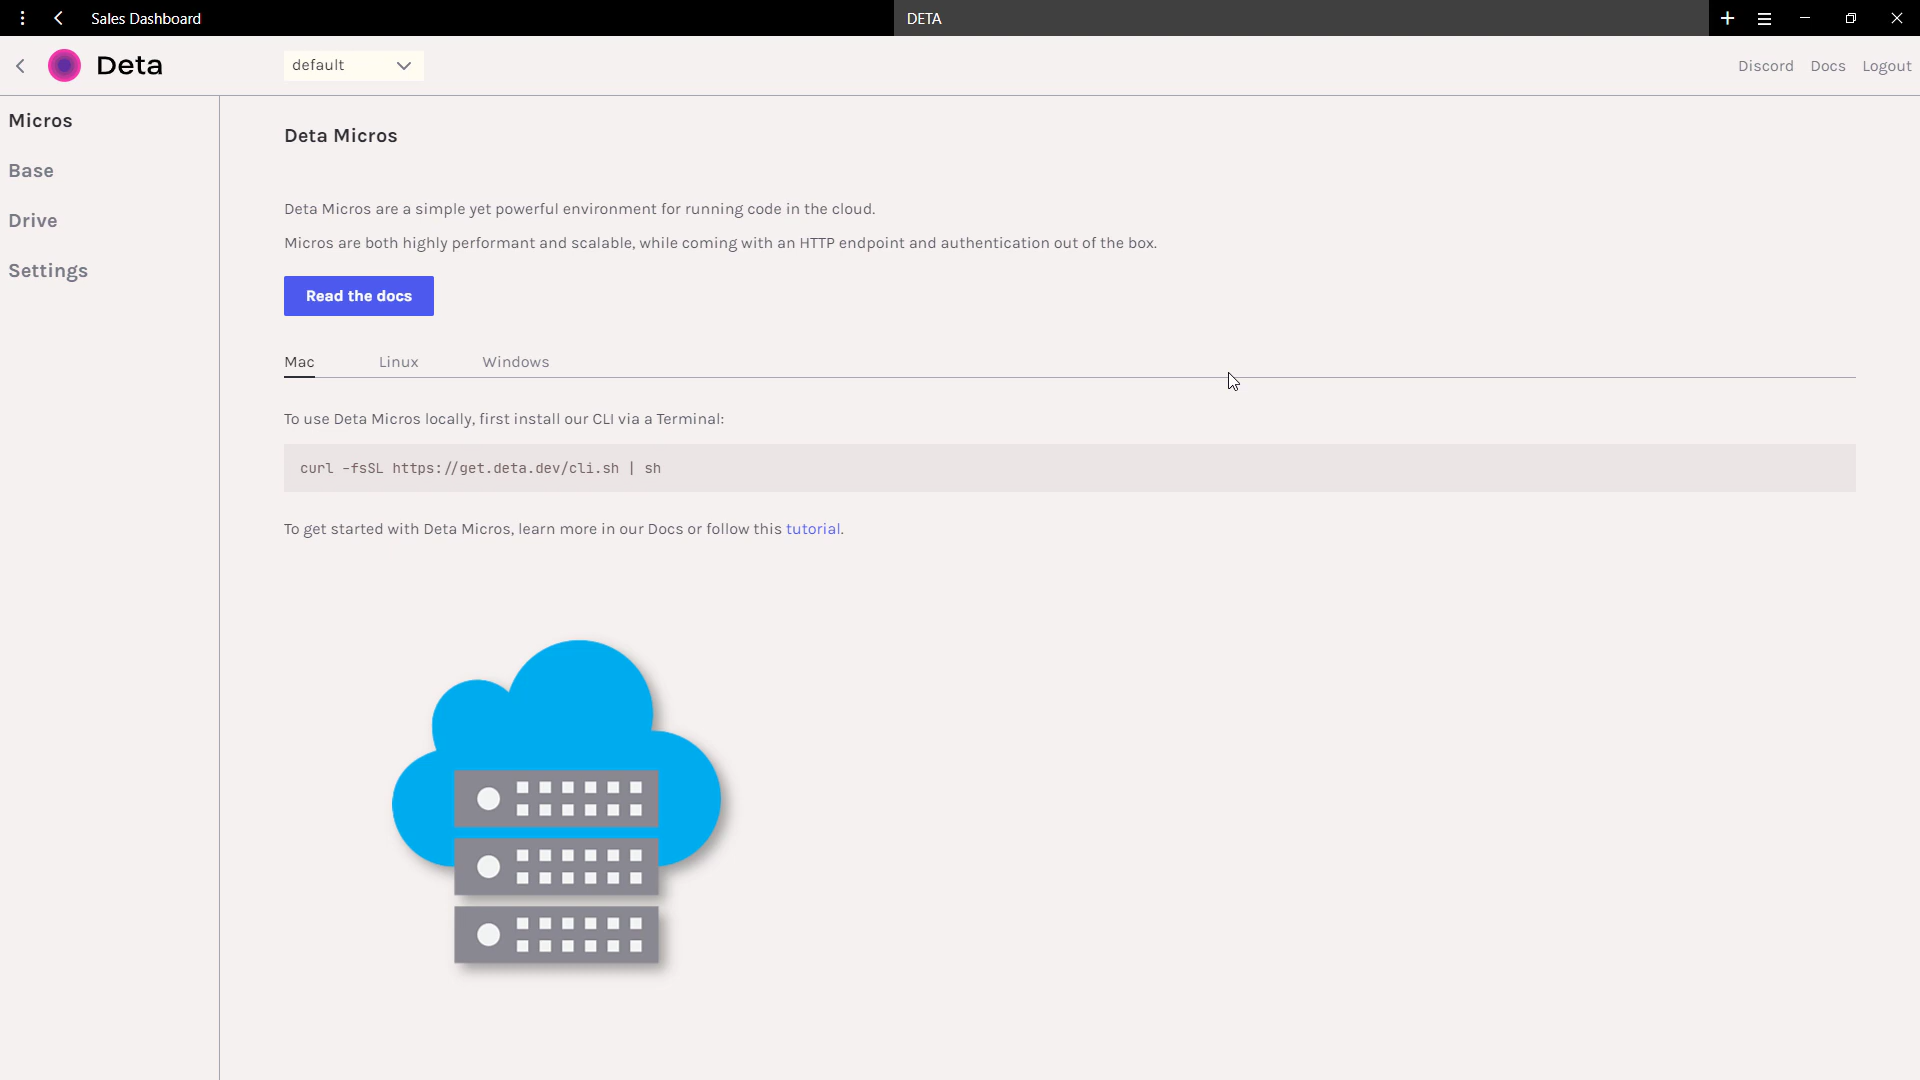 Sales Dashboard
DETA
Deta
default
Discord
Docs
Logout
Micros
Base
Drive
Settings
Deta Micros
Deta Micros are a simple yet powerful environment for running code in the cloud.
Micros are both highly performant and scalable, while coming with an HTTP endpoint and authentication out of the box.
Read the docs
Mac
Linux
Windows
To use Deta Micros locally, first install our CLI via a Terminal:
curl -fsSL https://get.deta.dev/cli.sh | sh
To get started with Deta Micros, learn more in our Docs or follow this tutorial.